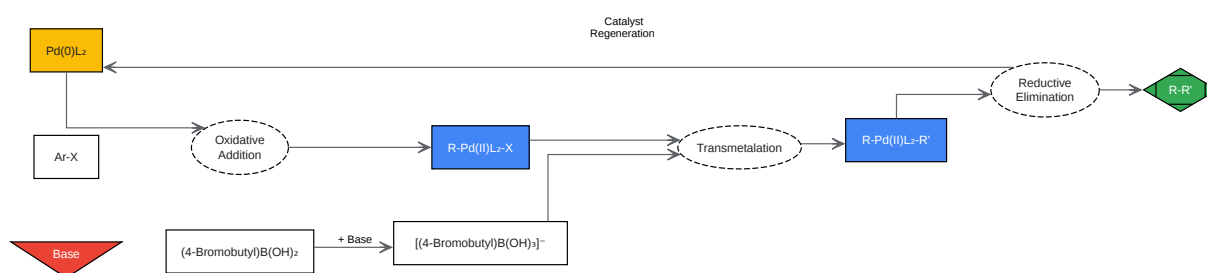 Catalyst
Regeneration
Pd(0)L₂
Reductive
Elimination
R-R'
Oxidative
Addition
R-Pd(II)L₂-X
Transmetalation
R-Pd(II)L₂-R'
Ar-X
(4-Bromobutyl)B(OH)₂
+ Base
[(4-Bromobutyl)B(OH)₃]⁻
Base